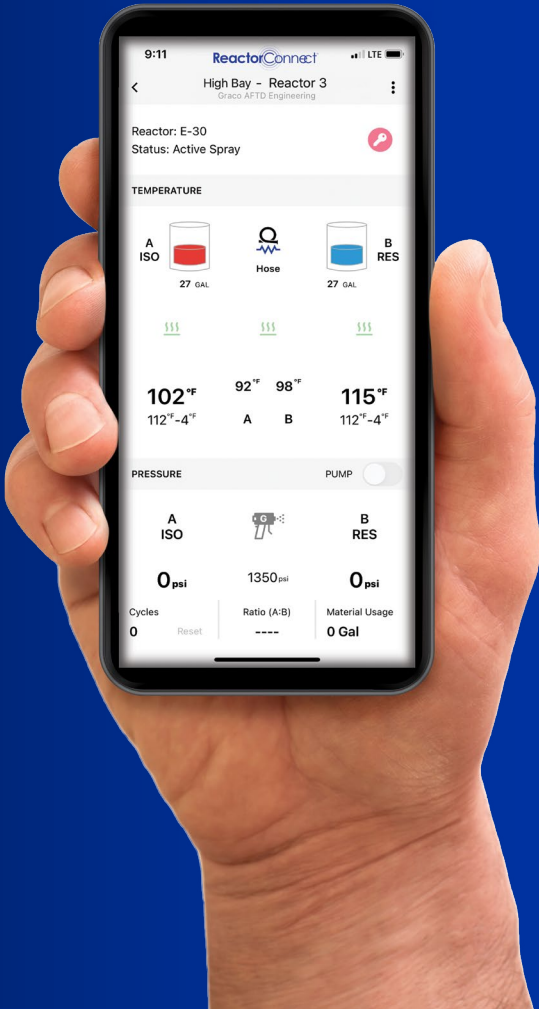 9:11
ReactorConnect
LTE
High Bay - Reactor 3
Graco AFTD Engineering
Reactor: E-30
Status: Active Spray
TEMPERATURE
A
ISO
27 GAL
Hose
B
RES
27 GAL
102°F
112°F-4°F
92°F 98°F
A B
115°F
112°F-4°F
PRESSURE
PUMP
A
ISO
G
B
RES
0psi
1350psi
0psi
Cycles
0 Reset
Ratio (A:B)
----
Material Usage
0 Gal